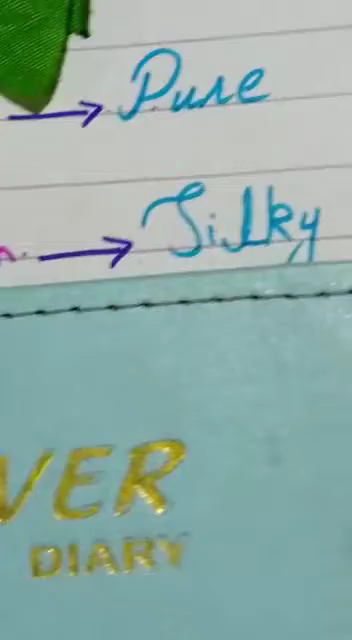 → Pure
→ Silky
VER
DIARY